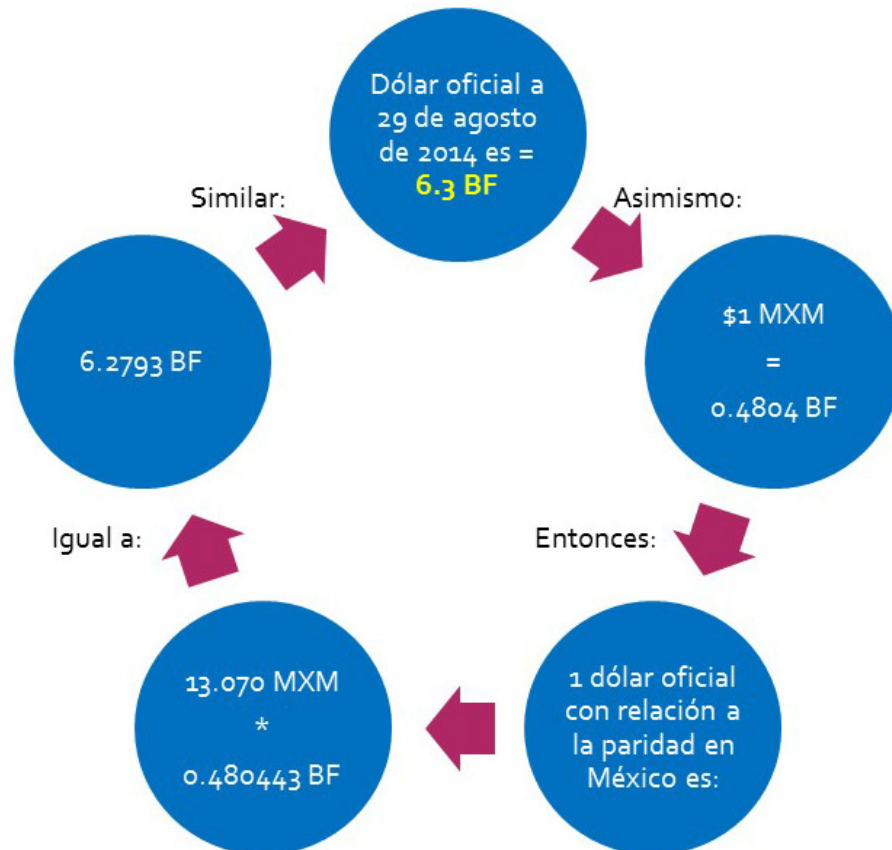 Dólar oficial a
29 de agosto
de 2014 es =
6.3 BF
Asimismo:
$1 MXM
=
0.4804 BF
Entonces:
1 dólar oficial
con relación a
la paridad en
México es:
13.070 MXM
*
0.480443 BF
Igual a:
6.2793 BF
Similar: